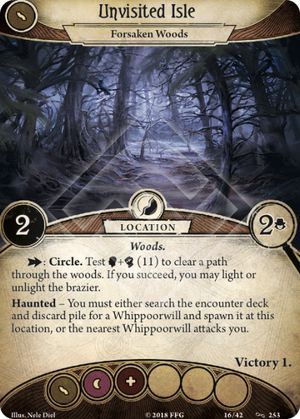 Unvisited Isle
Forsaken Woods
2
LOCATION
2
Woods.
: Circle. Test + (11) to clear a path
through the woods. If you succeed, you may light or
unlight the brazier.
Haunted – You must either search the encounter deck
and discard pile for a Whippoorwill and spawn it at this
location, or the nearest Whippoorwill attacks you.
Victory 1.
Illus. Nele Diel
© 2018 FFG
16/42
253